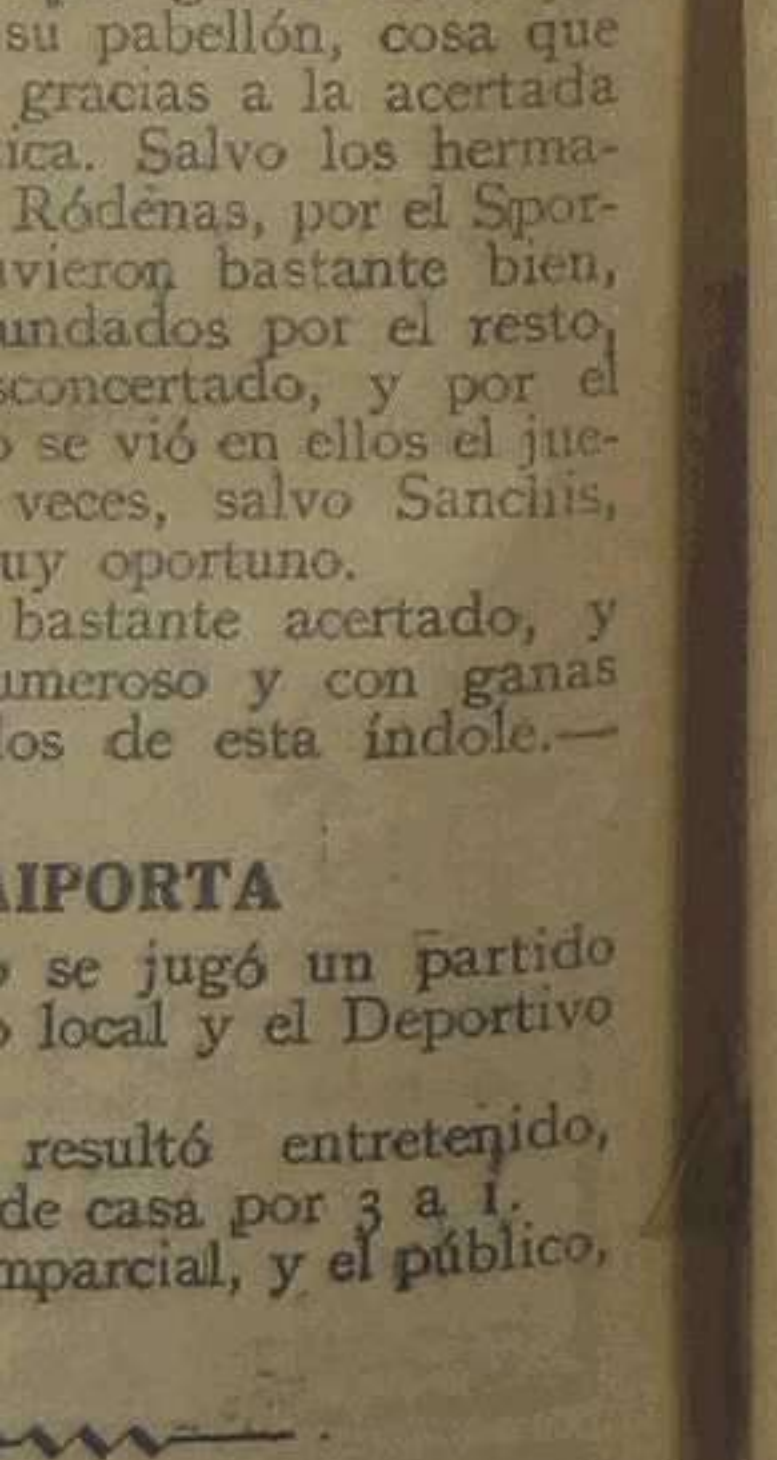 su pabellón, cosa que
gracias a la acertada
ica. Salvo los herma-
Ródenas, por el Spor-
uvieron bastante bien,
undados por el resto,
sconcertado, y por el
o se vió en ellos el jue-
veces, salvo Sanchis,
uy oportuno.
bastante acertado, y
umeroso y con ganas
los de esta índole.—
AIPORTA
o se jugó un partido
o local y el Deportivo
resultó entretenido,
de casa por 3 a 1.
mparcial, y el público,